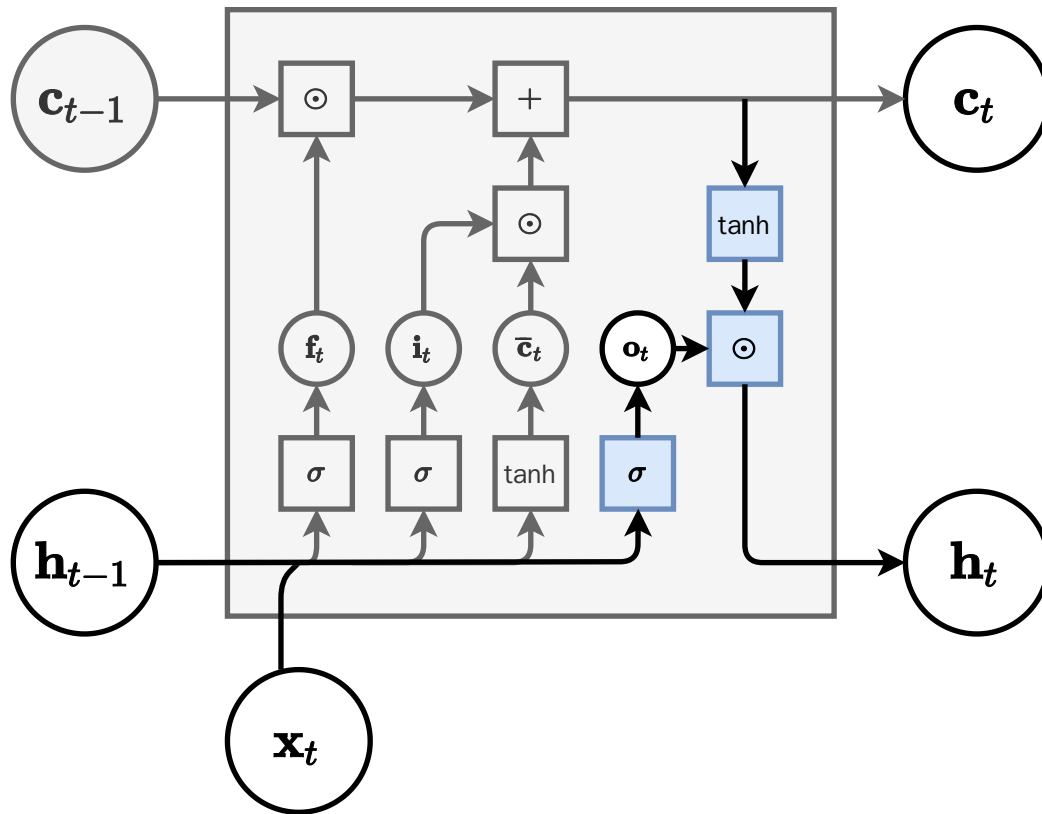 c_{t−1} ⊙ + c_t
⊙ tanh
f_t i_t c̄_t o_t ⊙
σ σ tanh σ
h_{t−1} h_t
x_t